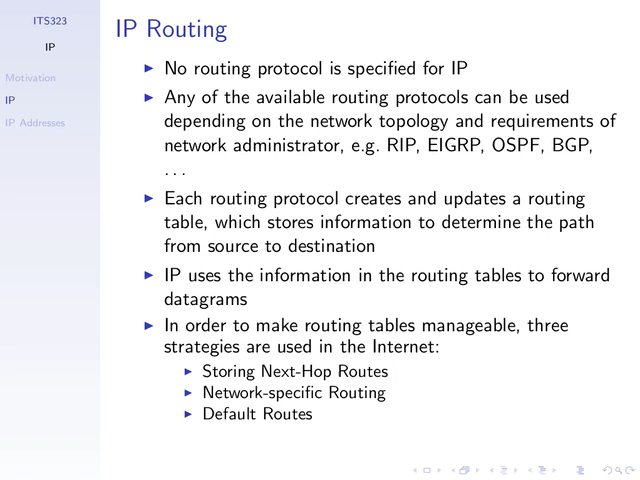 ITS323
IP
Motivation
IP
IP Addresses
IP Routing
No routing protocol is specified for IP
Any of the available routing protocols can be used
depending on the network topology and requirements of
network administrator, e.g. RIP, EIGRP, OSPF, BGP,
...
Each routing protocol creates and updates a routing
table, which stores information to determine the path
from source to destination
IP uses the information in the routing tables to forward
datagrams
In order to make routing tables manageable, three
strategies are used in the Internet:
Storing Next-Hop Routes
Network-specific Routing
Default Routes